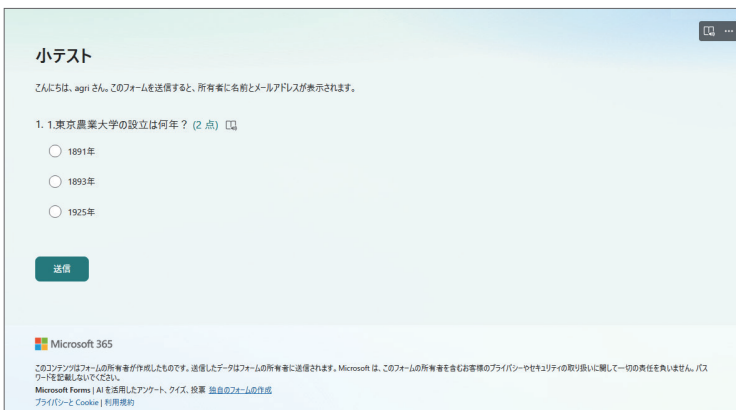 小テスト
こんにちは、agri さん。このフォームを送信すると、所有者に名前とメールアドレスが表示されます。
1. 1.東京農業大学の設立は何年？ (2 点)
1891年
1893年
1925年
送信
Microsoft 365
このコンテンツはフォームの所有者が作成したものです。送信したデータはフォームの所有者に送信されます。Microsoft は、このフォームの所有者を含むお客様のプライバシーやセキュリティの取り扱いに関して一切の責任を負いません。パス
ワードを記載しないでください。
Microsoft Forms | AI を活用したアンケート、クイズ、投票 独自のフォームの作成
プライバシーと Cookie | 利用規約